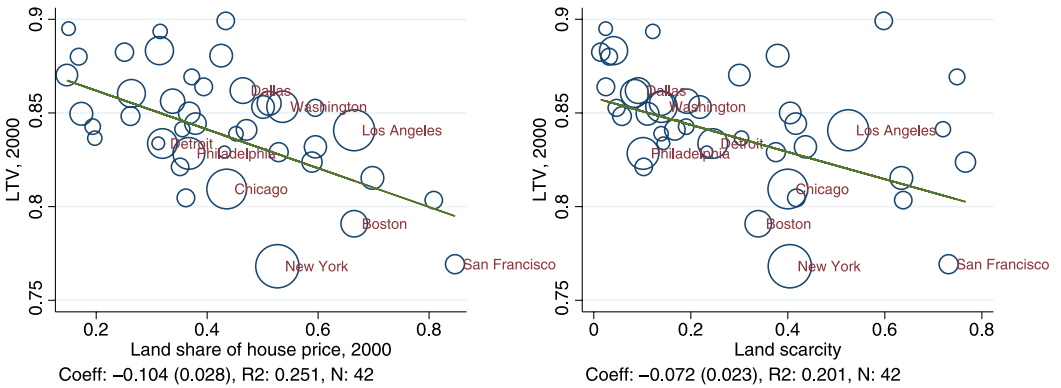 LTV, 2000
0.9
0.85
0.8
0.75
Dallas
Washington
Los Angeles
Detroit
Philadelphia
Chicago
Boston
New York
San Francisco
0.2 0.4 0.6 0.8
Land share of house price, 2000
Coeff: −0.104 (0.028), R2: 0.251, N: 42
LTV, 2000
0.9
0.85
0.8
0.75
Dallas
Washington
Los Angeles
Detroit
Philadelphia
Chicago
Boston
New York
San Francisco
0 0.2 0.4 0.6 0.8
Land scarcity
Coeff: −0.072 (0.023), R2: 0.201, N: 42